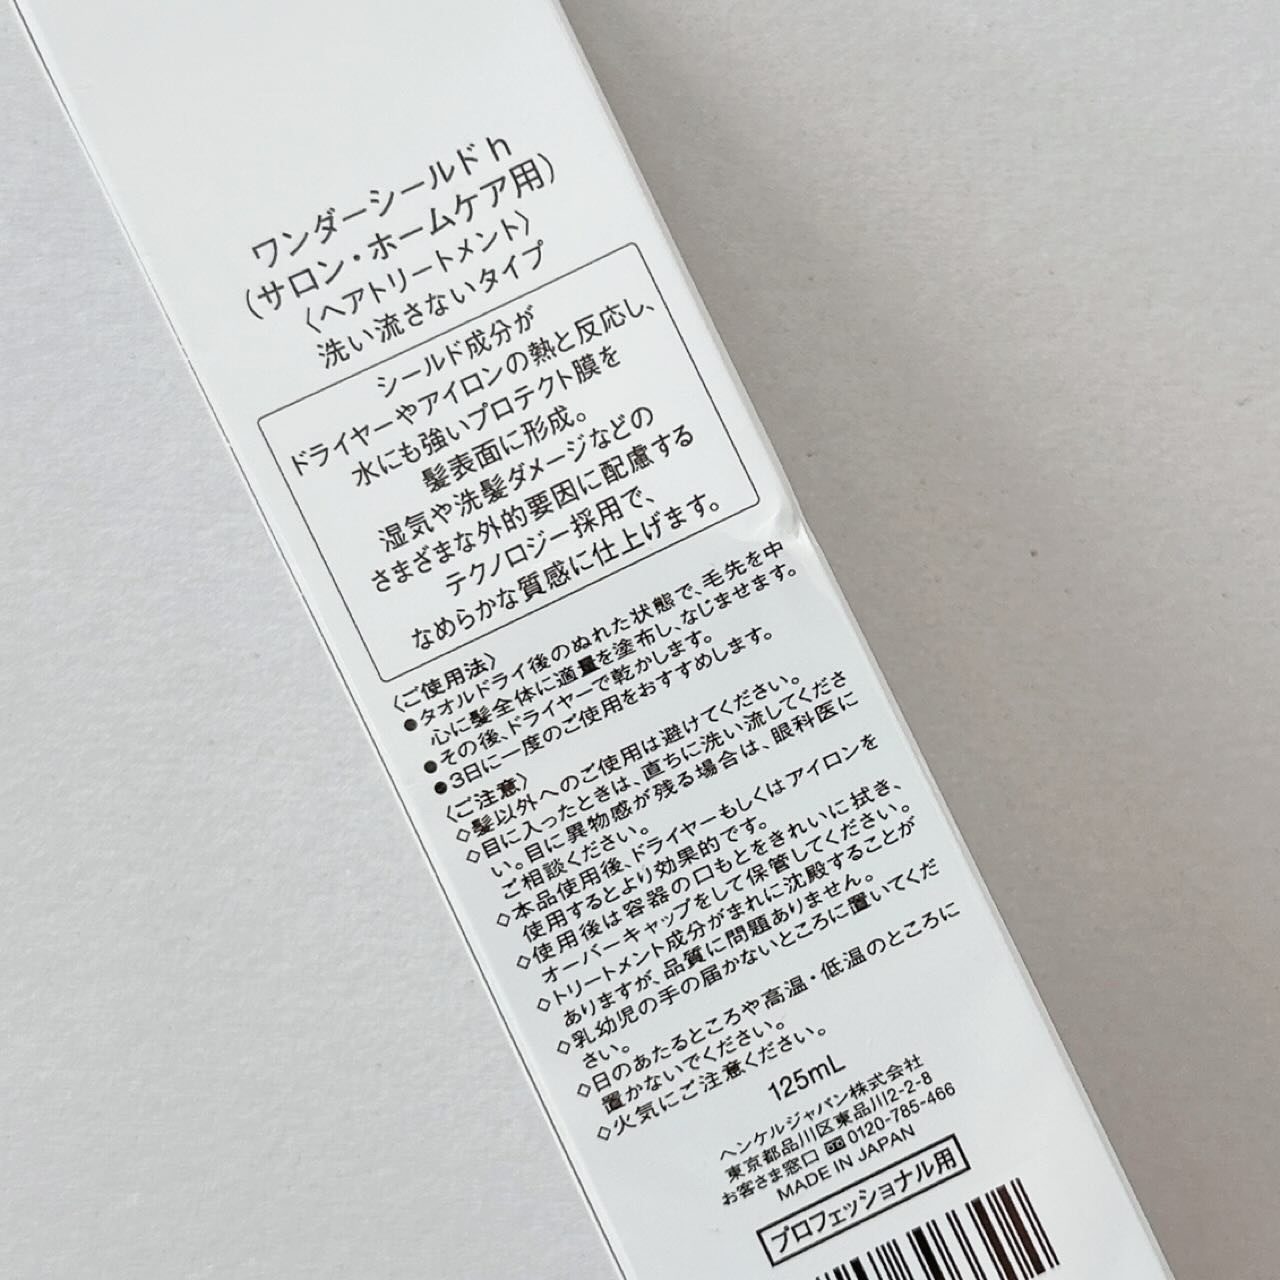 ワンダーシールドh
(サロン・ホームケア用)
〈ヘアトリートメント〉
洗い流さないタイプ
シールド成分が
ドライヤーやアイロンの熱と反応し、
水にも強いプロテクト膜を
髪表面に形成。
湿気や洗髪ダメージなどの
さまざまな外的要因に配慮する
テクノロジー採用で、
なめらかな質感に仕上げます。
〈ご使用法〉
●タオルドライ後のぬれた状態で、毛先を中
心に髪全体に適量を塗布し、なじませます。
●その後、ドライヤーで乾かします。
●3日に一度のご使用をおすすめします。
〈ご注意〉
◇髪以外へのご使用は避けてください。
◇目に入ったときは、直ちに洗い流してくださ
い。目に異物感が残る場合は、眼科医に
ご相談ください。
◇本品使用後、ドライヤーもしくはアイロンを
使用するとより効果的です。
◇使用後は容器の口もとをきれいに拭き、
オーバーキャップをして保管してください。
◇トリートメント成分がまれに沈殿することが
ありますが、品質に問題ありません。
◇乳幼児の手の届かないところに置いてくだ
さい。
◇日のあたるところや高温・低温のところに
置かないでください。
◇火気にご注意ください。
125mL
ヘンケルジャパン株式会社
東京都品川区東品川2-2-8
お客さま窓口 0120-785-466
MADE IN JAPAN
プロフェッショナル用